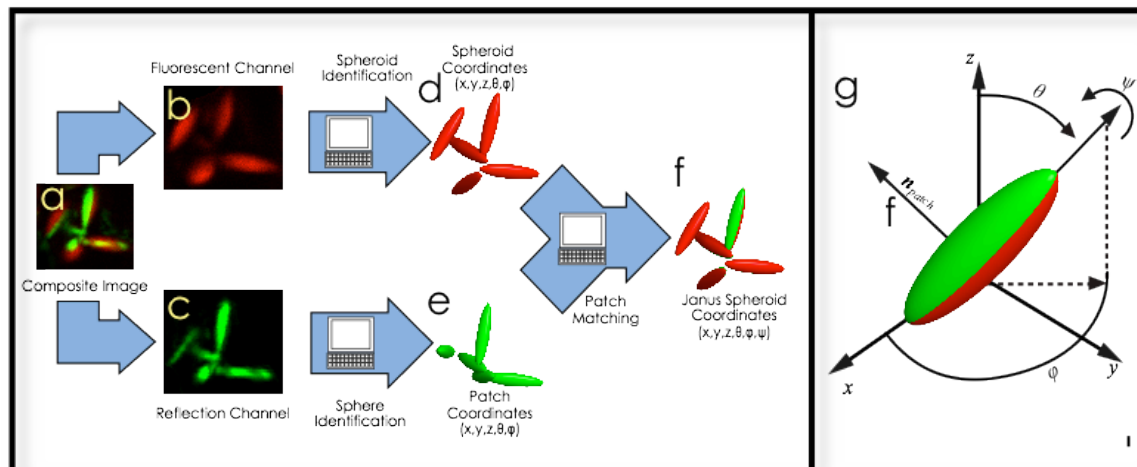 Fluorescent Channel
b
Spheroid
Identification
Spheroid
Coordinates
(x,y,z,θ,φ)
d
a
Composite Image
c
Reflection Channel
Sphere
Identification
e
Patch
Coordinates
(x,y,z,θ,φ)
Patch
Matching
f
Janus Spheroid
Coordinates
(x,y,z,θ,φ,ψ)
g
z
θ
ψ
n patch
f
x
y
φ